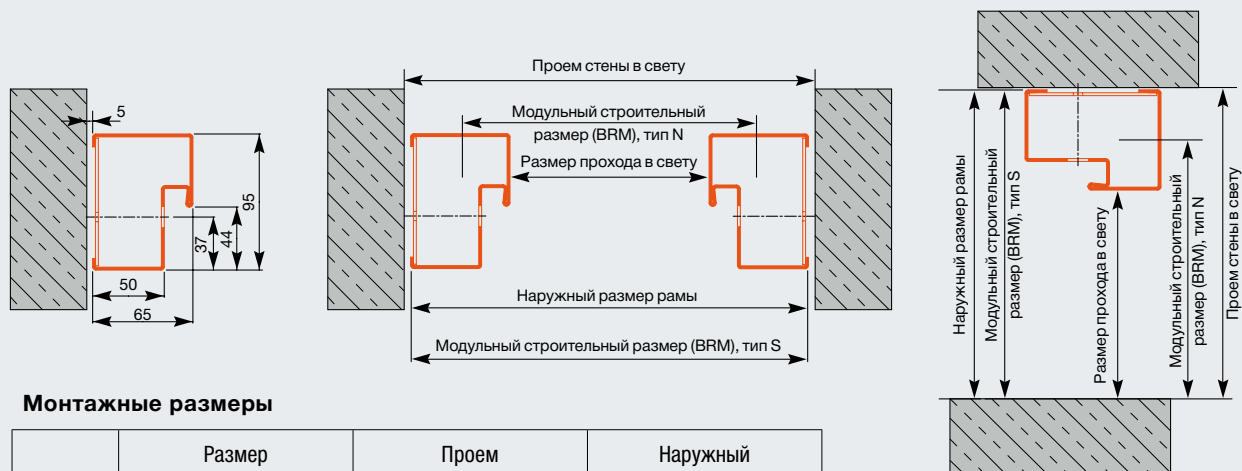 5
95
44
37
50
65
Проем стены в свету
Модульный строительный
размер (BRM), тип N
Размер прохода в свету
Наружный размер рамы
Модульный строительный размер (BRM), тип S
Наружный размер рамы
Модульный строительный
размер (BRM), тип S
Размер прохода в свету
Модульный строительный
размер (BRM), тип N
Проем стены в свету
Монтажные размеры
Размер
Проем
Наружный